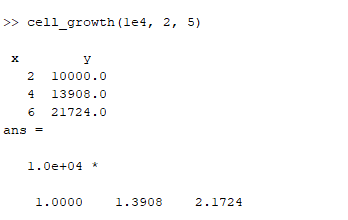 >> cell_growth(1e4, 2, 5)
x y
2 10000.0
4 13908.0
6 21724.0
ans =
1.0e+04 *
1.0000 1.3908 2.1724